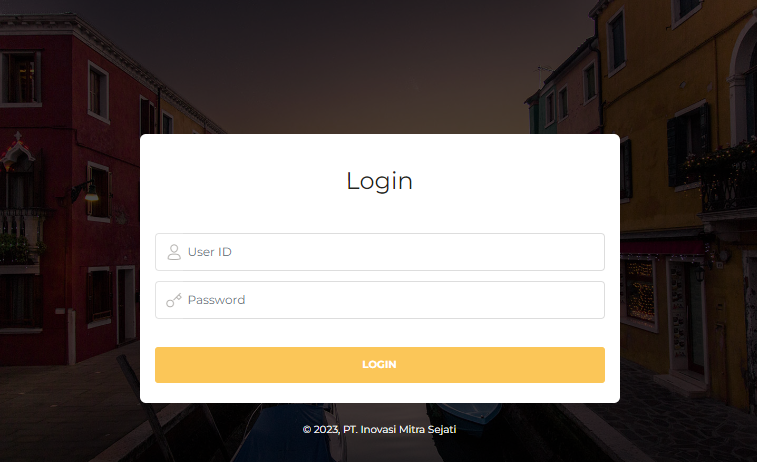 Login
User ID
Password
LOGIN
© 2023, PT. Inovasi Mitra Sejati